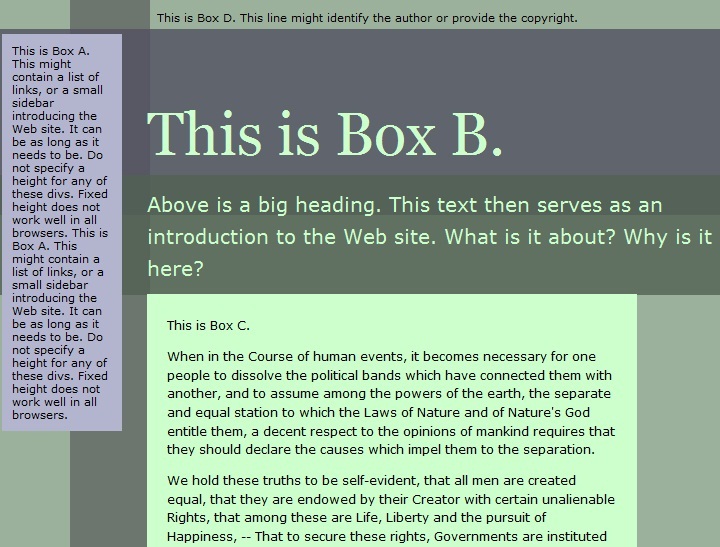 This is Box D. This line might identify the author or provide the copyright.
This is Box A.
This might
contain a list of
links, or a small
sidebar
introducing the
Web site. It can
be as long as it
needs to be. Do
not specify a
height for any of
these divs. Fixed
height does not
work well in all
browsers. This is
Box A. This
might contain a
list of links, or a
small sidebar
introducing the
Web site. It can
be as long as it
needs to be. Do
not specify a
height for any of
these divs. Fixed
height does not
work well in all
browsers.
This is Box B.
Above is a big heading. This text then serves as an
introduction to the Web site. What is it about? Why is it
here?
This is Box C.
When in the Course of human events, it becomes necessary for one
people to dissolve the political bands which have connected them with
another, and to assume among the powers of the earth, the separate
and equal station to which the Laws of Nature and of Nature's God
entitle them, a decent respect to the opinions of mankind requires that
they should declare the causes which impel them to the separation.
We hold these truths to be self-evident, that all men are created
equal, that they are endowed by their Creator with certain unalienable
Rights, that among these are Life, Liberty and the pursuit of
Happiness, -- That to secure these rights, Governments are instituted